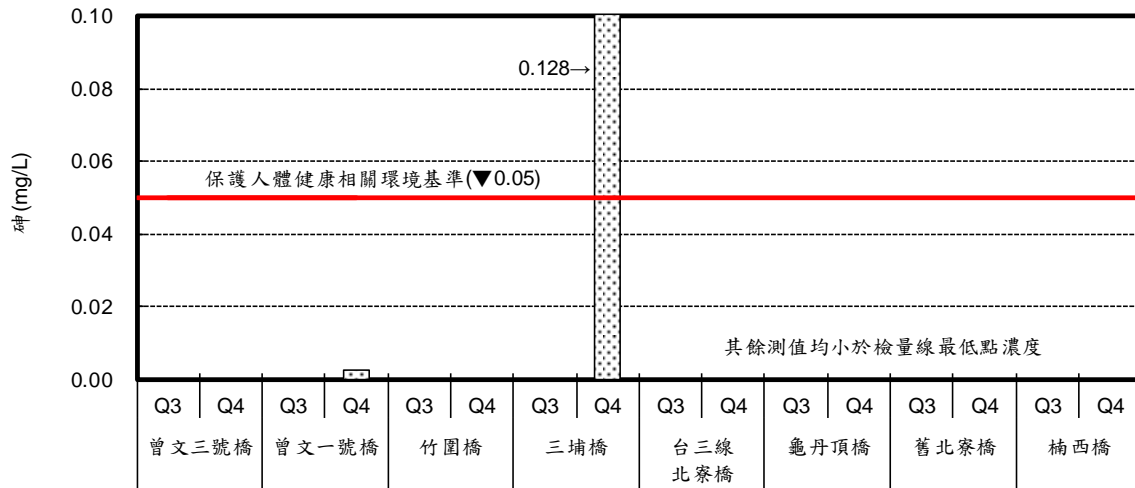 0.10
0.128→
0.08
砷(mg/L)
0.06
保護人體健康相關環境基準(▼0.05)
0.04
0.02
其餘測值均小於檢量線最低點濃度
0.00
Q3 Q4 Q3 Q4 Q3 Q4 Q3 Q4 Q3 Q4 Q3 Q4 Q3 Q4 Q3 Q4
曾文三號橋 曾文一號橋 竹圍橋 三埔橋 台三線 龜丹頂橋 舊北寮橋 楠西橋
北寮橋